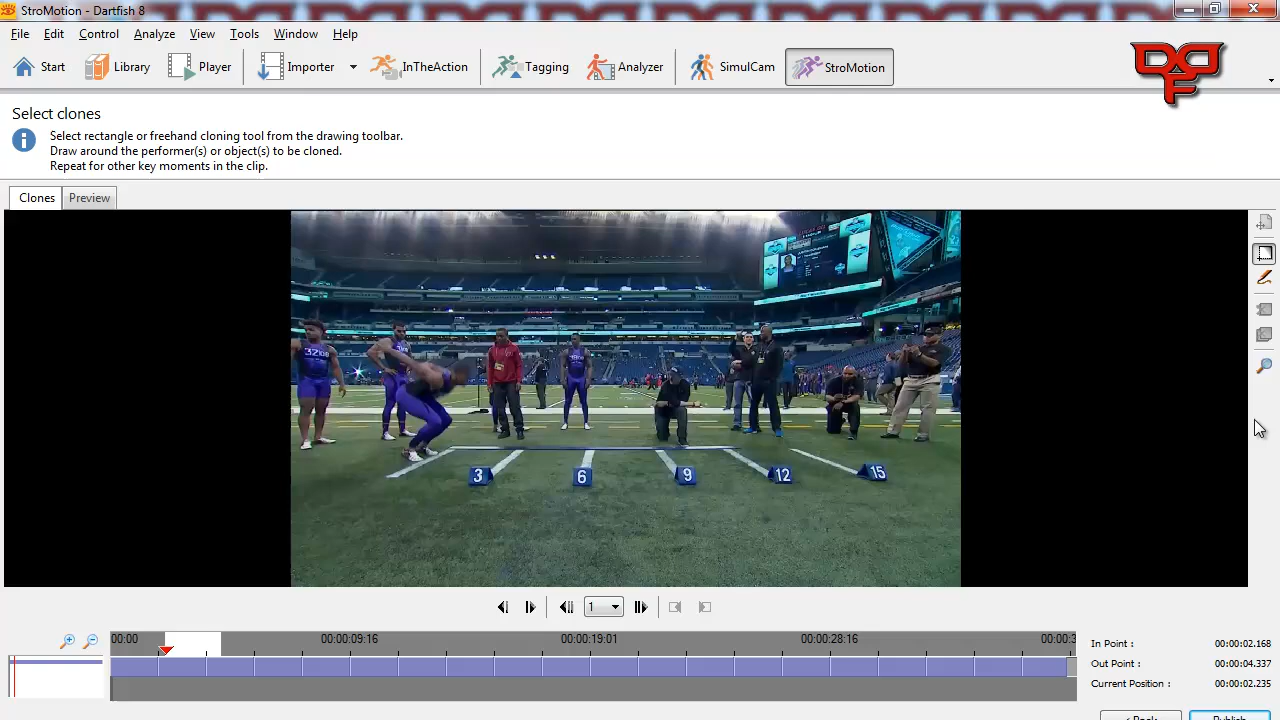 StroMotion - Dartfish 8
File Edit Control Analyze View Tools Window Help
Start Library Player Importer InTheAction Tagging Analyzer SimulCam StroMotion
Select clones
Select rectangle or freehand cloning tool from the drawing toolbar.
Draw around the performer(s) or object(s) to be cloned.
Repeat for other key moments in the clip.
Clones Preview
3 6 9 12 15
1
00:00 00:00:09:16 00:00:19:01 00:00:28:16
In Point : 00:00:02.168
Out Point : 00:00:04.337
Current Position : 00:00:02.235
< Back Publish